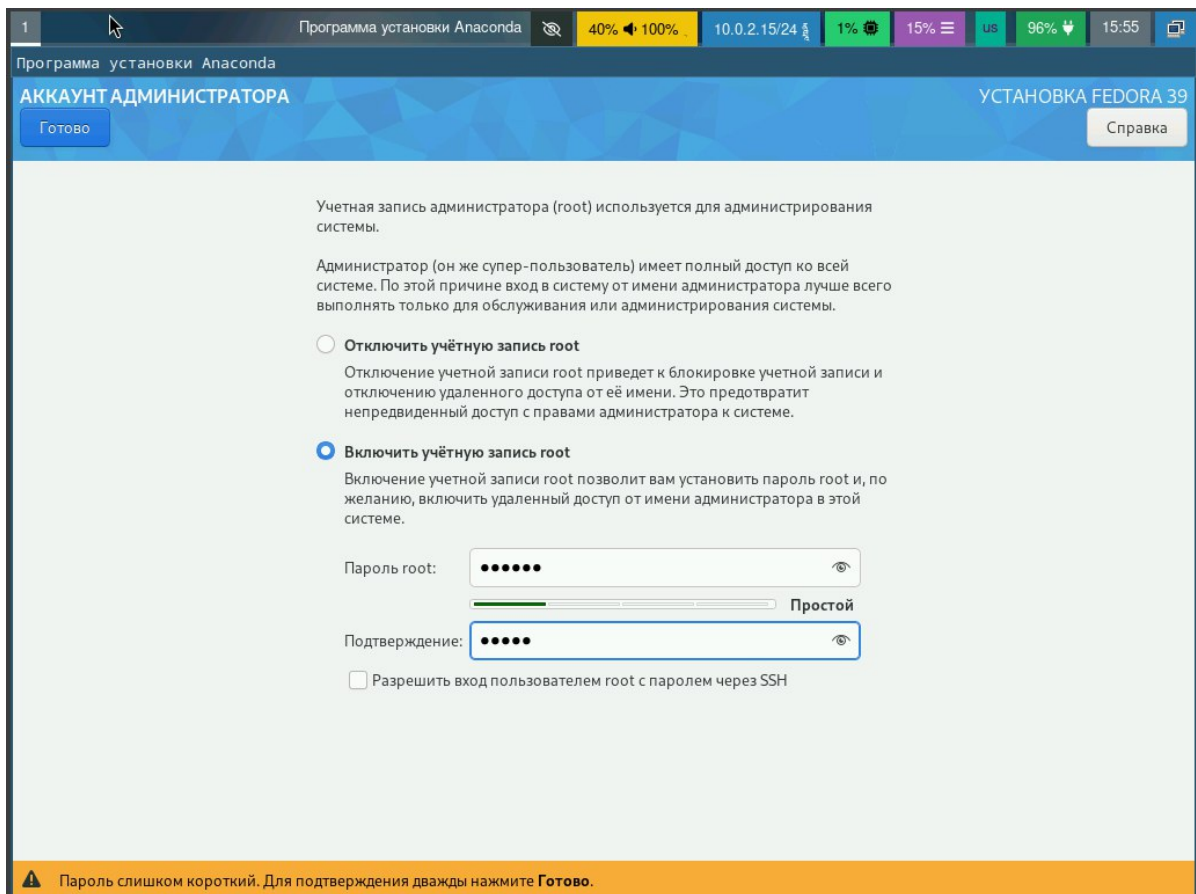 1 Программа установки Anaconda 40% 100% 10.0.2.15/24 1% 15% us 96% 15:55
Программа установки Anaconda
АККАУНТ АДМИНИСТРАТОРА УСТАНОВКА FEDORA 39
Готово Справка
Учетная запись администратора (root) используется для администрирования
системы.
Администратор (он же супер-пользователь) имеет полный доступ ко всей
системе. По этой причине вход в систему от имени администратора лучше всего
выполнять только для обслуживания или администрирования системы.
Отключить учётную запись root
Отключение учетной записи root приведет к блокировке учетной записи и
отключению удаленного доступа от её имени. Это предотвратит
непредвиденный доступ с правами администратора к системе.
Включить учётную запись root
Включение учетной записи root позволит вам установить пароль root и, по
желанию, включить удаленный доступ от имени администратора в этой
системе.
Пароль root: ●●●●●●
Простой
Подтверждение: ●●●●●
Разрешить вход пользователем root с паролем через SSH
Пароль слишком короткий. Для подтверждения дважды нажмите Готово.